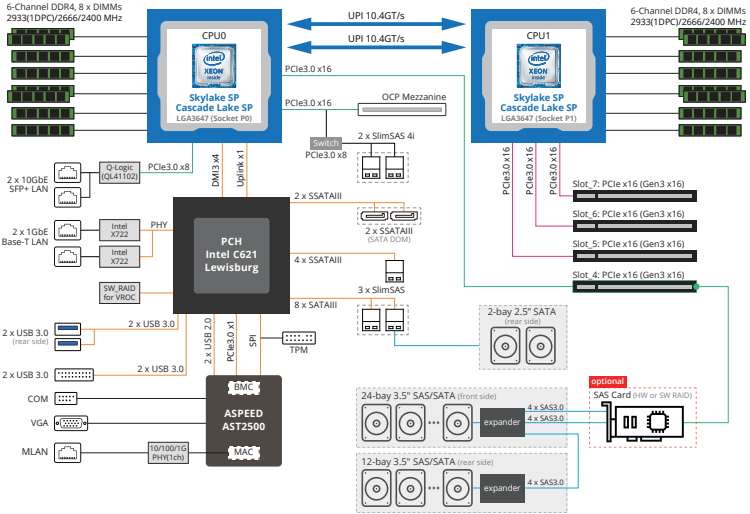 6-Channel DDR4, 8 x DIMMs
2933(1DPC)/2666/2400 MHz
CPU0
intel
XEON
inside
Skylake SP
Cascade Lake SP
LGA3647 (Socket P0)
UPI 10.4GT/s
UPI 10.4GT/s
6-Channel DDR4, 8 x DIMMs
2933(1DPC)/2666/2400 MHz
CPU1
intel
XEON
inside
Skylake SP
Cascade Lake SP
LGA3647 (Socket P1)
PCIe3.0 x16
PCIe3.0 x16
OCP Mezzanine
Switch
PCIe3.0 x8
2 x SlimSAS 4i
2 x 10GbE
SFP+ LAN
Q-Logic
(QL41102)
PCIe3.0 x8
DMI3 x4
Uplink x1
PCIe3.0 x16
PCIe3.0 x16
PCIe3.0 x16
Slot_7: PCIe x16 (Gen3 x16)
Slot_6: PCIe x16 (Gen3 x16)
Slot_5: PCIe x16 (Gen3 x16)
Slot_4: PCIe x16 (Gen3 x16)
2 x 1GbE
Base-T LAN
Intel
X722
Intel
X722
PHY
SW_RAID
for VROC
PCH
Intel C621
Lewisburg
2 x SSATAIII
2 x SSATAIII
(SATA DOM)
4 x SSATAIII
3 x SlimSAS
8 x SATAIII
2 x USB 3.0
(rear side)
2 x USB 3.0
2 x USB 3.0
2 x USB 3.0
2 x USB 2.0
PCIe3.0 x1
SPI
TPM
2-bay 2.5" SATA
(rear side)
COM
VGA
MLAN
10/100/1G
PHY(1ch)
BMC
ASPEED
AST2500
MAC
24-bay 3.5" SAS/SATA (front side)
expander
4 x SAS3.0
4 x SAS3.0
optional
SAS Card (HW or SW RAID)
12-bay 3.5" SAS/SATA (rear side)
expander
4 x SAS3.0